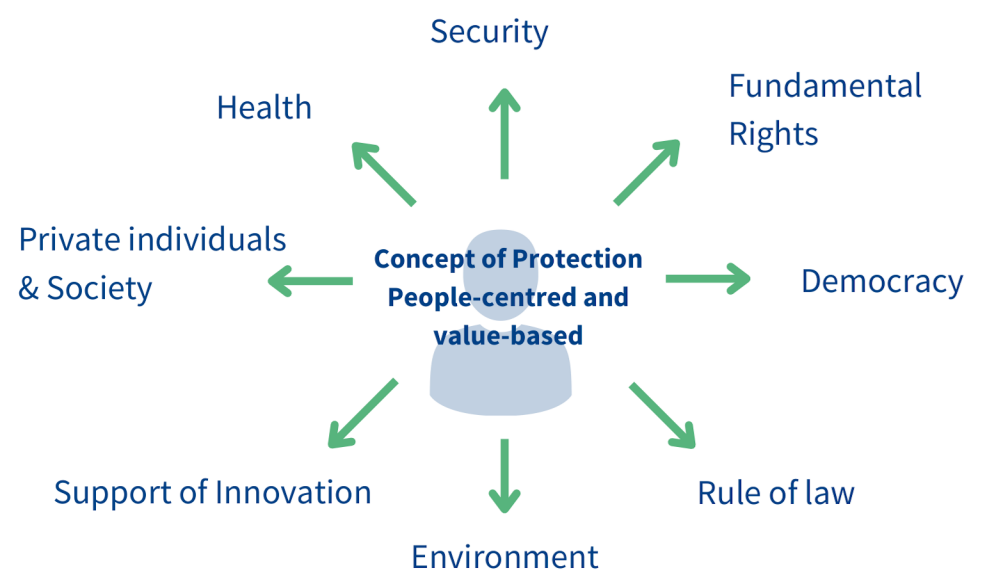 Security
Health
Fundamental
Rights
Private individuals
& Society
Concept of Protection
People-centred and
value-based
Democracy
Support of Innovation
Rule of law
Environment